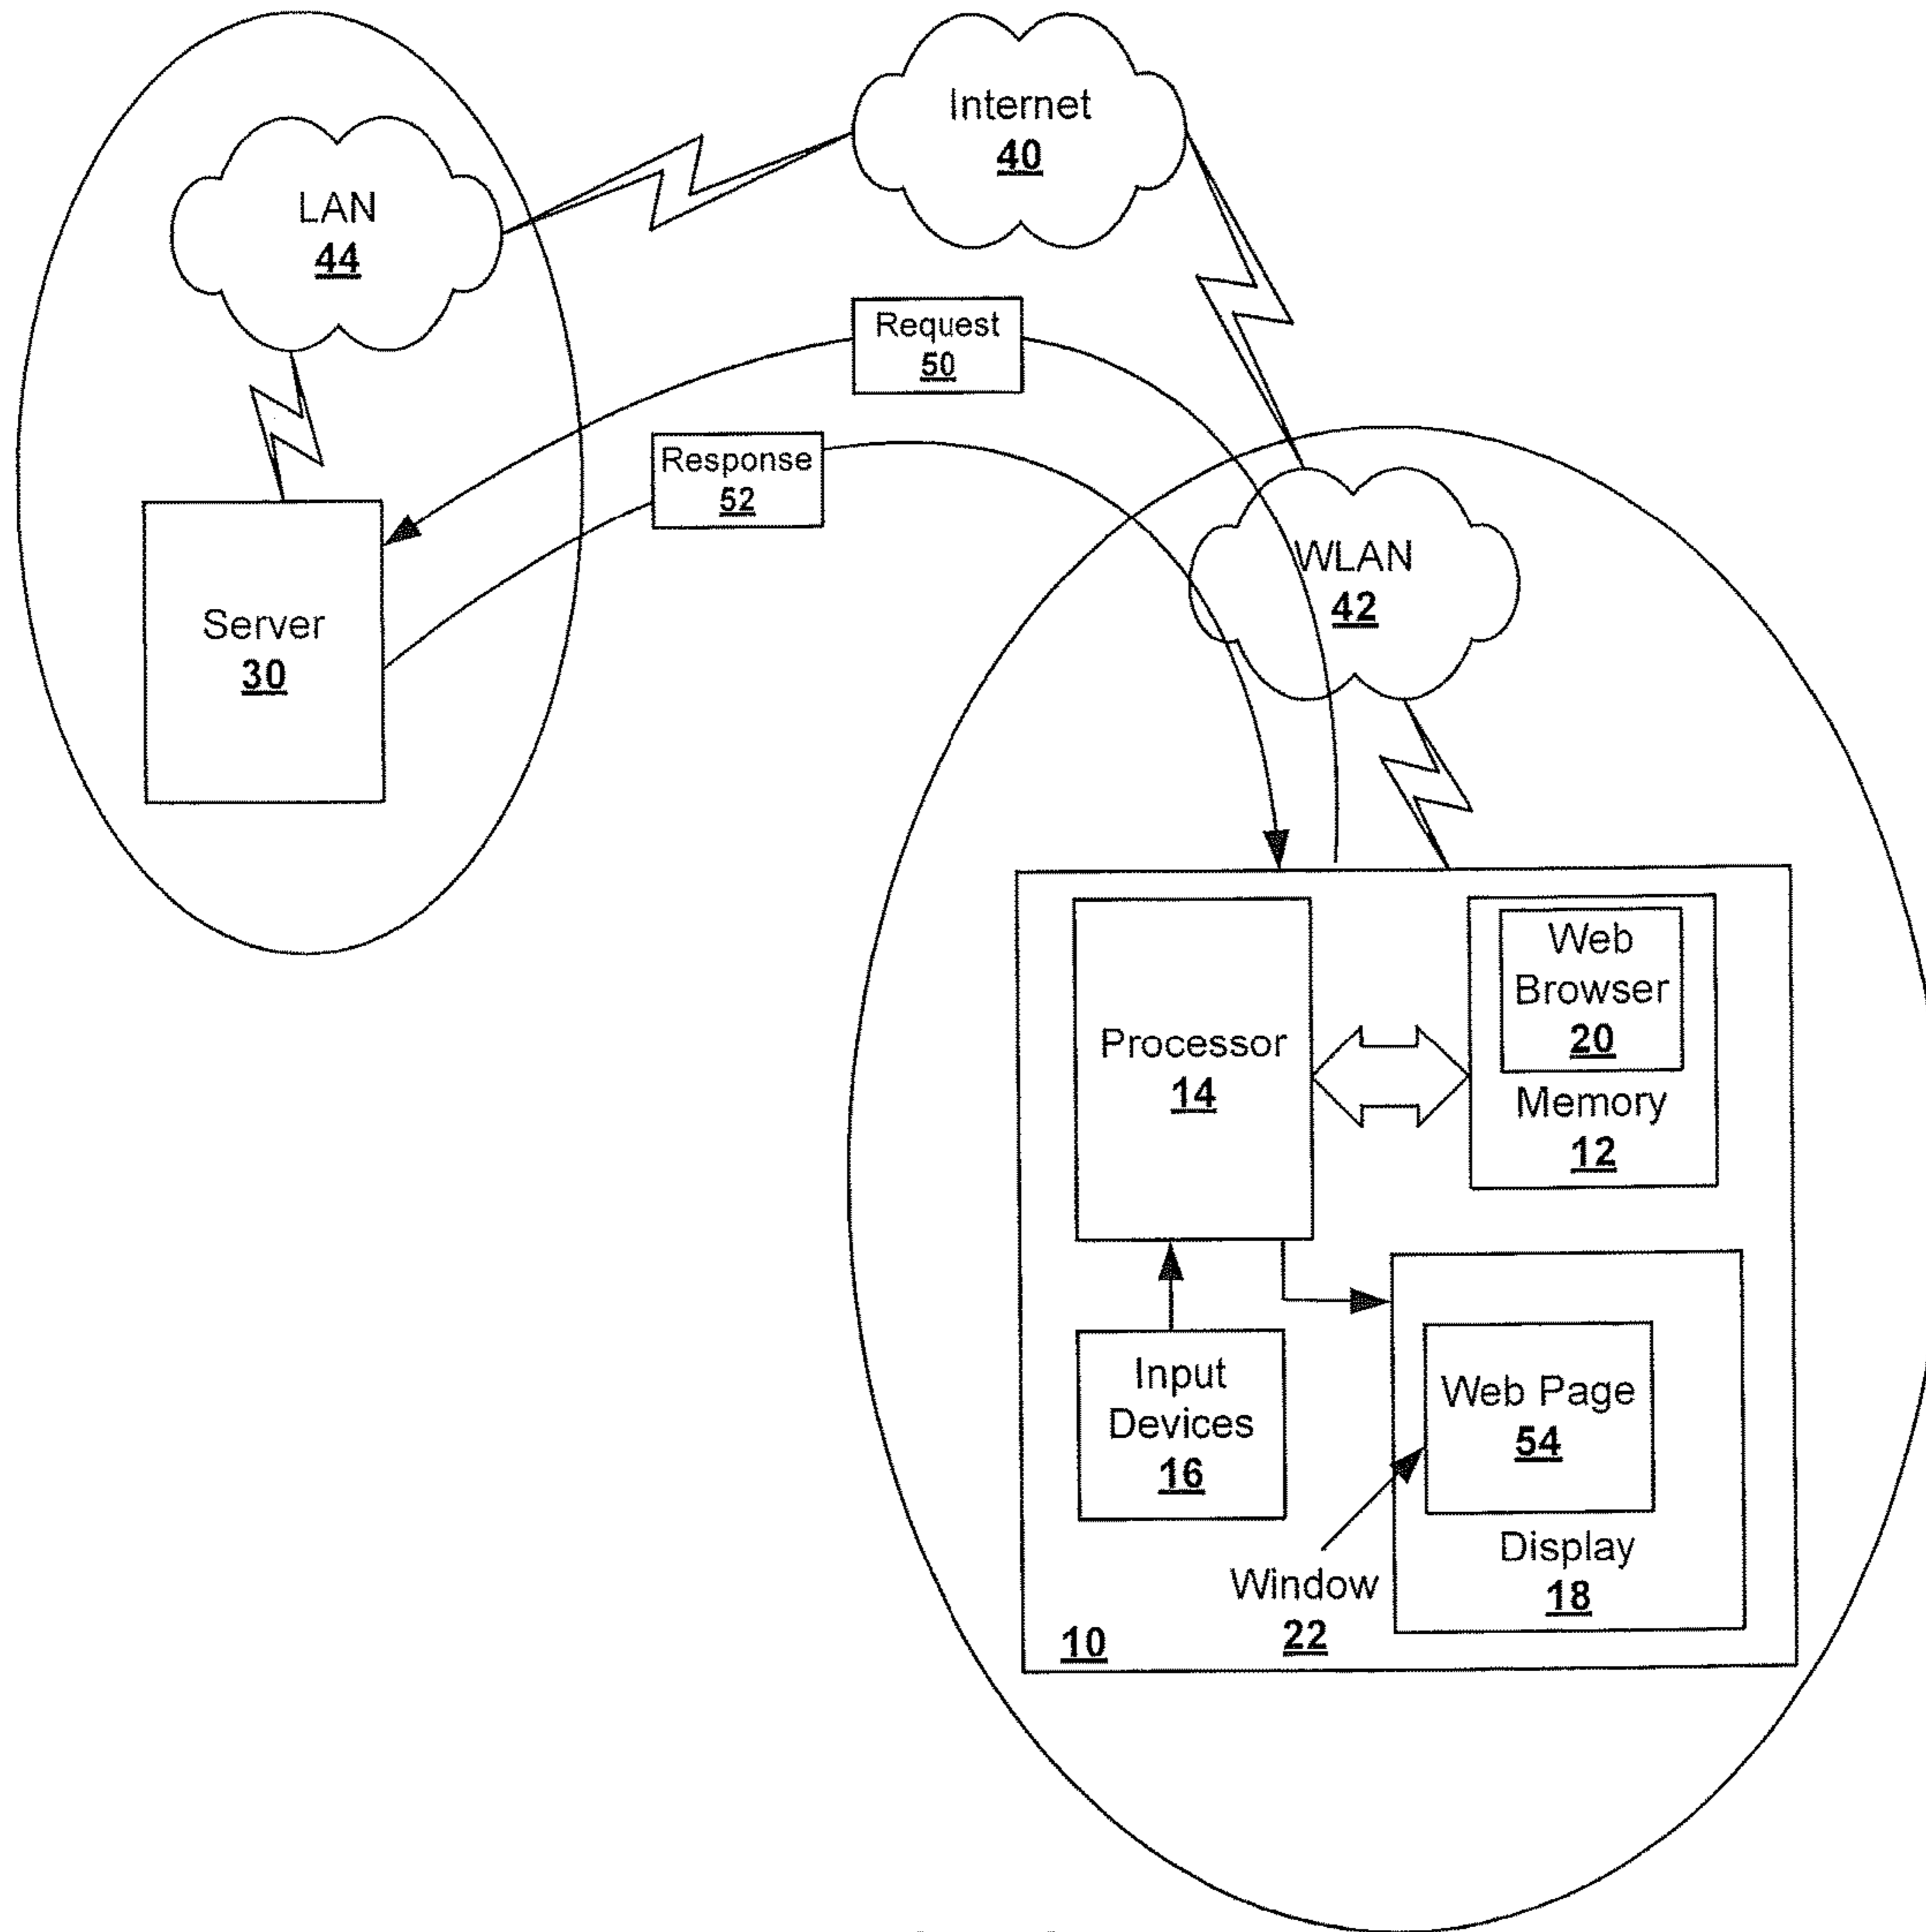 Internet
40
LAN
44
Request
50
Response
52
WLAN
42
Server
30
Web
Browser
20
Processor
14
Memory
12
Input
Devices
16
Web Page
54
Display
18
Window
22
10